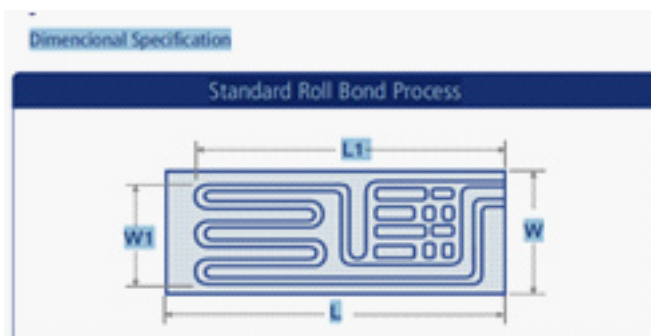 Dimencional Specification
Standard Roll Bond Process
L1
W1
W
L